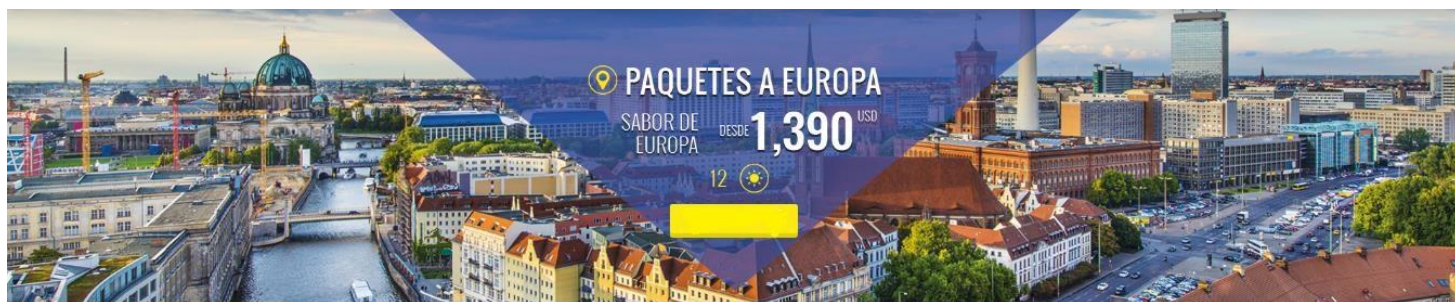 PAQUETES A EUROPA
SABOR DE
EUROPA
DESDE 1,390 USD
12